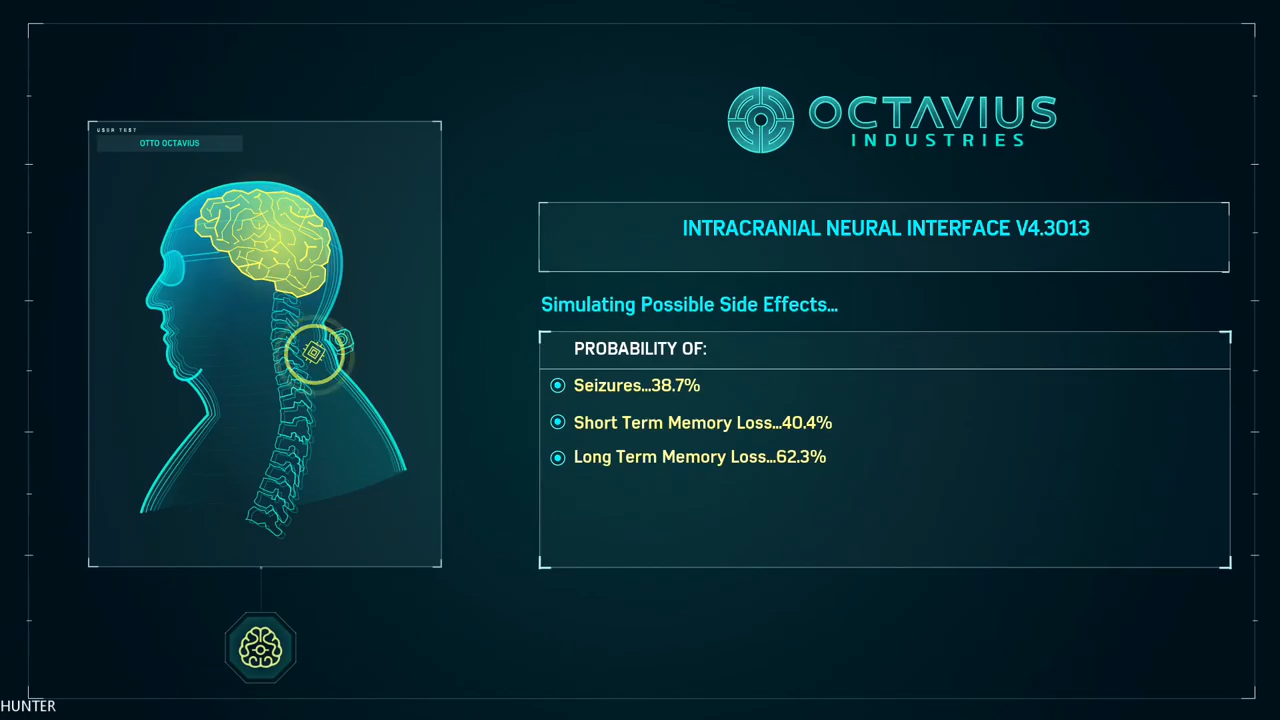 USER TEST
OTTO OCTAVIUS
OCTAVIUS
INDUSTRIES
INTRACRANIAL NEURAL INTERFACE V4.3013
Simulating Possible Side Effects...
PROBABILITY OF:
Seizures...38.7%
Short Term Memory Loss...40.4%
Long Term Memory Loss...62.3%
HUNTER